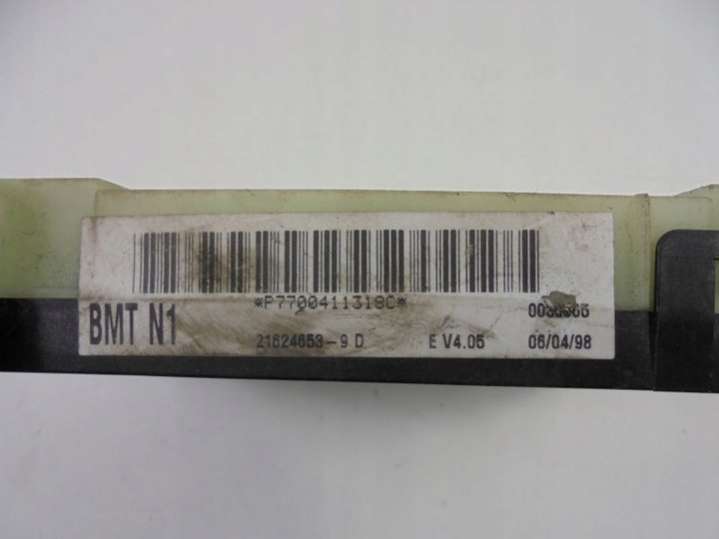 *P7700411318C*
BMT N1
21624653-9 D E V4.05 06/04/98